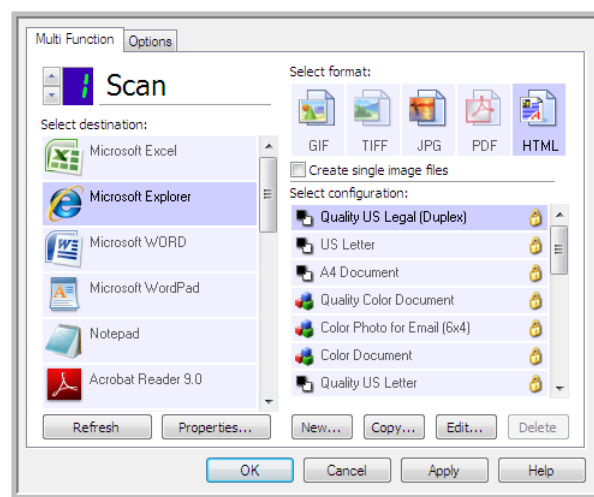 Multi Function
Options
1
Scan
Select destination:
Microsoft Excel
Microsoft Explorer
Microsoft WORD
Microsoft WordPad
Notepad
Acrobat Reader 9.0
Refresh
Properties...
Select format:
GIF
TIFF
JPG
PDF
HTML
Create single image files
Select configuration:
Quality US Legal (Duplex)
US Letter
A4 Document
Quality Color Document
Color Photo for Email (6x4)
Color Document
Quality US Letter
New...
Copy...
Edit...
Delete
OK
Cancel
Apply
Help